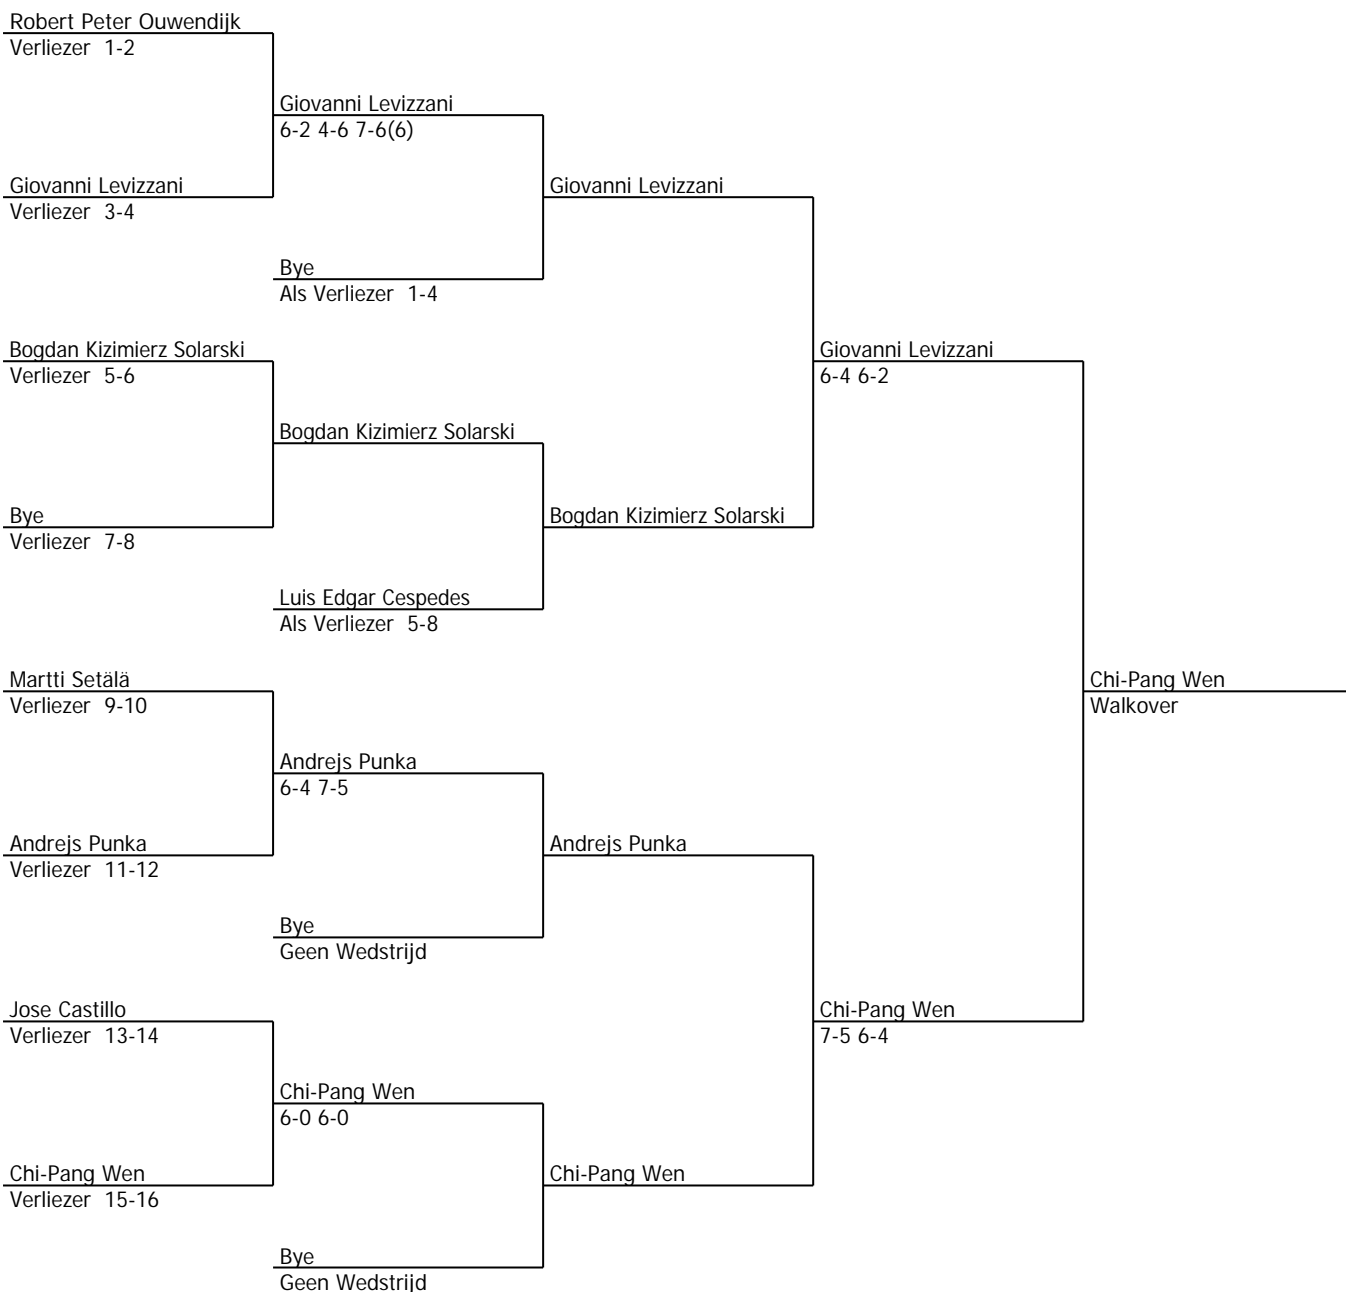 Robert Peter Ouwendijk
Verliezer 1-2
Giovanni Levizzani
6-2 4-6 7-6(6)
Giovanni Levizzani
Verliezer 3-4
Giovanni Levizzani
Bye
Als Verliezer 1-4
Bogdan Kizimierz Solarski
Verliezer 5-6
Giovanni Levizzani
6-4 6-2
Bogdan Kizimierz Solarski
Bye
Verliezer 7-8
Bogdan Kizimierz Solarski
Luis Edgar Cespedes
Als Verliezer 5-8
Martti Setälä
Verliezer 9-10
Chi-Pang Wen
Walkover
Andrejs Punka
6-4 7-5
Andrejs Punka
Verliezer 11-12
Andrejs Punka
Bye
Geen Wedstrijd
Jose Castillo
Verliezer 13-14
Chi-Pang Wen
7-5 6-4
Chi-Pang Wen
6-0 6-0
Chi-Pang Wen
Verliezer 15-16
Chi-Pang Wen
Bye
Geen Wedstrijd